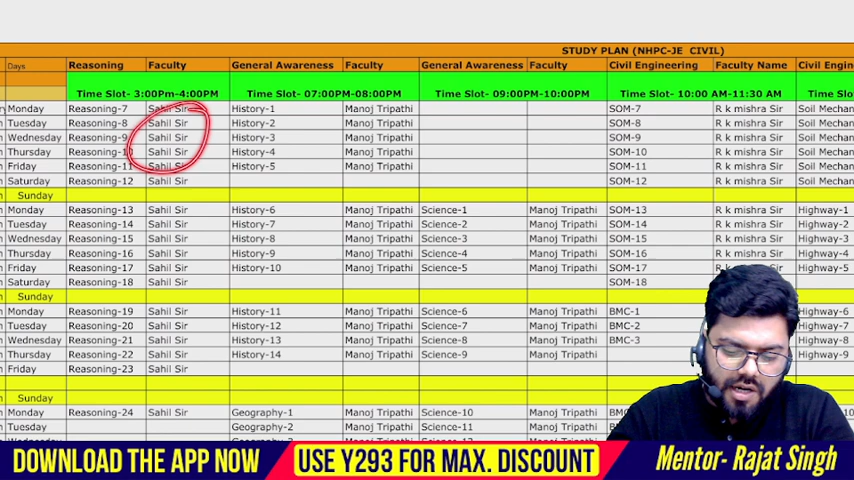 STUDY PLAN (NHPC-JE CIVIL)
Days Reasoning Faculty General Awareness Faculty General Awareness Faculty Civil Engineering Faculty Name Civil Engin
Time Slot- 3:00Pm-4:00PM Time Slot- 07:00PM-08:00PM Time Slot- 09:00PM-10:00PM Time Slot- 10:00 AM-11:30 AM Time Slot-
Monday Reasoning-7 Sahil Sir History-1 Manoj Tripathi SOM-7 R k mishra Sir Soil Mechan
Tuesday Reasoning-8 Sahil Sir History-2 Manoj Tripathi SOM-8 R k mishra Sir Soil Mechan
Wednesday Reasoning-9 Sahil Sir History-3 Manoj Tripathi SOM-9 R k mishra Sir Soil Mechan
Thursday Reasoning-10 Sahil Sir History-4 Manoj Tripathi SOM-10 R k mishra Sir Soil Mechan
Friday Reasoning-11 Sahil Sir History-5 Manoj Tripathi SOM-11 R k mishra Sir Soil Mechan
Saturday Reasoning-12 Sahil Sir SOM-12 R k mishra Sir Soil Mechan
Sunday
Monday Reasoning-13 Sahil Sir History-6 Manoj Tripathi Science-1 Manoj Tripathi SOM-13 R k mishra Sir Highway-1
Tuesday Reasoning-14 Sahil Sir History-7 Manoj Tripathi Science-2 Manoj Tripathi SOM-14 R k mishra Sir Highway-2
Wednesday Reasoning-15 Sahil Sir History-8 Manoj Tripathi Science-3 Manoj Tripathi SOM-15 R k mishra Sir Highway-3
Thursday Reasoning-16 Sahil Sir History-9 Manoj Tripathi Science-4 Manoj Tripathi SOM-16 R k mishra Sir Highway-4
Friday Reasoning-17 Sahil Sir History-10 Manoj Tripathi Science-5 Manoj Tripathi SOM-17 R k mishra Sir Highway-5
Saturday Reasoning-18 Sahil Sir SOM-18
Sunday
Monday Reasoning-19 Sahil Sir History-11 Manoj Tripathi Science-6 Manoj Tripathi BMC-1 Highway-6
Tuesday Reasoning-20 Sahil Sir History-12 Manoj Tripathi Science-7 Manoj Tripathi BMC-2 Highway-7
Wednesday Reasoning-21 Sahil Sir History-13 Manoj Tripathi Science-8 Manoj Tripathi BMC-3 Highway-8
Thursday Reasoning-22 Sahil Sir History-14 Manoj Tripathi Science-9 Manoj Tripathi Highway-9
Friday Reasoning-23 Sahil Sir
Sunday
Monday Reasoning-24 Sahil Sir Geography-1 Manoj Tripathi Science-10 Manoj Tripathi
Tuesday Geography-2 Manoj Tripathi Science-11 Manoj Tripathi
DOWNLOAD THE APP NOW USE Y293 FOR MAX. DISCOUNT Mentor- Rajat Singh